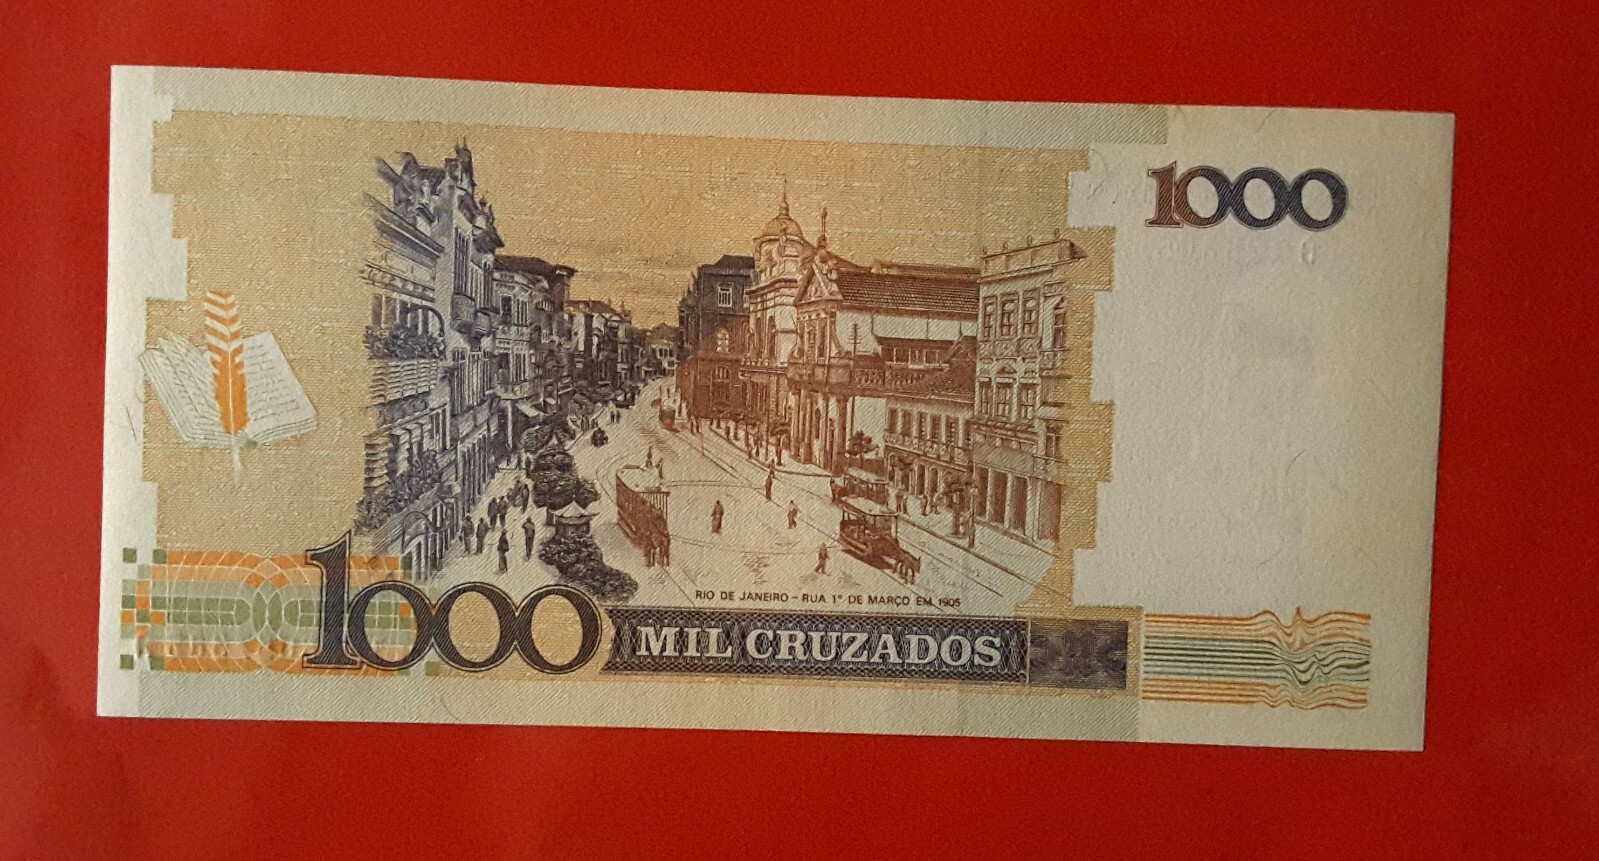 1000
RIO DE JANEIRO – RUA 1º DE MARÇO EM 1905
1000
MIL CRUZADOS